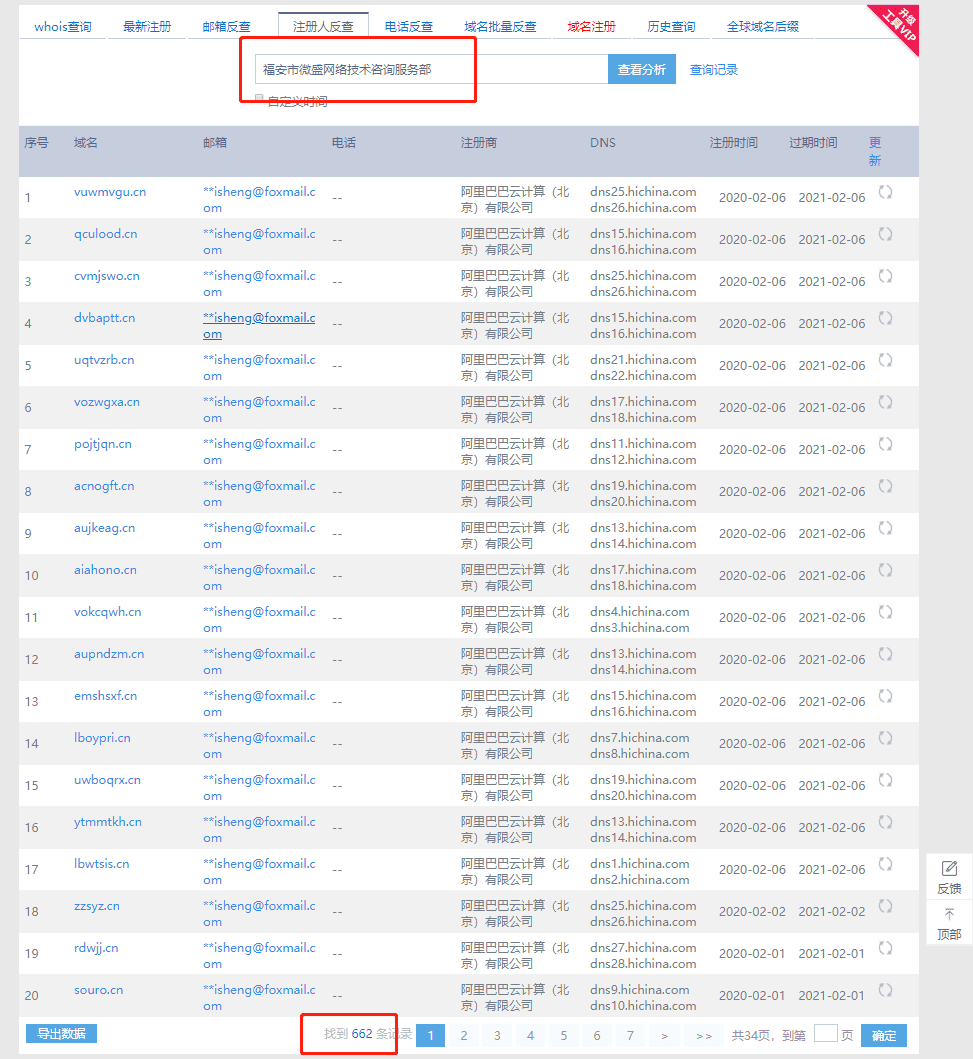 whois查询 最新注册 邮箱反查 注册人反查 电话反查 域名批量反查 域名注册 历史查询 全球域名后缀
升级
工具VIP
福安市微盛网络技术咨询服务部 查看分析 查询记录
自定义时间
序号 域名 邮箱 电话 注册商 DNS 注册时间 过期时间 更
新
1 vuwmvgu.cn **isheng@foxmail.c -- 阿里巴巴云计算（北 dns25.hichina.com 2020-02-06 2021-02-06
om 京）有限公司 dns26.hichina.com
2 qculood.cn **isheng@foxmail.c -- 阿里巴巴云计算（北 dns15.hichina.com 2020-02-06 2021-02-06
om 京）有限公司 dns16.hichina.com
3 cvmjswo.cn **isheng@foxmail.c -- 阿里巴巴云计算（北 dns25.hichina.com 2020-02-06 2021-02-06
om 京）有限公司 dns26.hichina.com
4 dvbaptt.cn **isheng@foxmail.c -- 阿里巴巴云计算（北 dns15.hichina.com 2020-02-06 2021-02-06
om 京）有限公司 dns16.hichina.com
5 uqtvzrb.cn **isheng@foxmail.c -- 阿里巴巴云计算（北 dns21.hichina.com 2020-02-06 2021-02-06
om 京）有限公司 dns22.hichina.com
6 vozwgxa.cn **isheng@foxmail.c -- 阿里巴巴云计算（北 dns17.hichina.com 2020-02-06 2021-02-06
om 京）有限公司 dns18.hichina.com
7 pojtjqn.cn **isheng@foxmail.c -- 阿里巴巴云计算（北 dns11.hichina.com 2020-02-06 2021-02-06
om 京）有限公司 dns12.hichina.com
8 acnogft.cn **isheng@foxmail.c -- 阿里巴巴云计算（北 dns19.hichina.com 2020-02-06 2021-02-06
om 京）有限公司 dns20.hichina.com
9 aujkeag.cn **isheng@foxmail.c -- 阿里巴巴云计算（北 dns13.hichina.com 2020-02-06 2021-02-06
om 京）有限公司 dns14.hichina.com
10 aiahono.cn **isheng@foxmail.c -- 阿里巴巴云计算（北 dns17.hichina.com 2020-02-06 2021-02-06
om 京）有限公司 dns18.hichina.com
11 vokcqwh.cn **isheng@foxmail.c -- 阿里巴巴云计算（北 dns4.hichina.com 2020-02-06 2021-02-06
om 京）有限公司 dns3.hichina.com
12 aupndzm.cn **isheng@foxmail.c -- 阿里巴巴云计算（北 dns13.hichina.com 2020-02-06 2021-02-06
om 京）有限公司 dns14.hichina.com
13 emshsxf.cn **isheng@foxmail.c -- 阿里巴巴云计算（北 dns15.hichina.com 2020-02-06 2021-02-06
om 京）有限公司 dns16.hichina.com
14 lboypri.cn **isheng@foxmail.c -- 阿里巴巴云计算（北 dns7.hichina.com 2020-02-06 2021-02-06
om 京）有限公司 dns8.hichina.com
15 uwboqrx.cn **isheng@foxmail.c -- 阿里巴巴云计算（北 dns19.hichina.com 2020-02-06 2021-02-06
om 京）有限公司 dns20.hichina.com
16 ytmmtkh.cn **isheng@foxmail.c -- 阿里巴巴云计算（北 dns13.hichina.com 2020-02-06 2021-02-06
om 京）有限公司 dns14.hichina.com
17 lbwtsis.cn **isheng@foxmail.c -- 阿里巴巴云计算（北 dns1.hichina.com 2020-02-06 2021-02-06
om 京）有限公司 dns2.hichina.com
18 zzsyz.cn **isheng@foxmail.c -- 阿里巴巴云计算（北 dns25.hichina.com 2020-02-02 2021-02-02
om 京）有限公司 dns26.hichina.com
19 rdwjj.cn **isheng@foxmail.c -- 阿里巴巴云计算（北 dns27.hichina.com 2020-02-01 2021-02-01
om 京）有限公司 dns28.hichina.com
20 souro.cn **isheng@foxmail.c -- 阿里巴巴云计算（北 dns9.hichina.com 2020-02-01 2021-02-01
om 京）有限公司 dns10.hichina.com
反馈
顶部
导出数据 找到 662 条记录 1 2 3 4 5 6 7 > >> 共34页，到第 页 确定